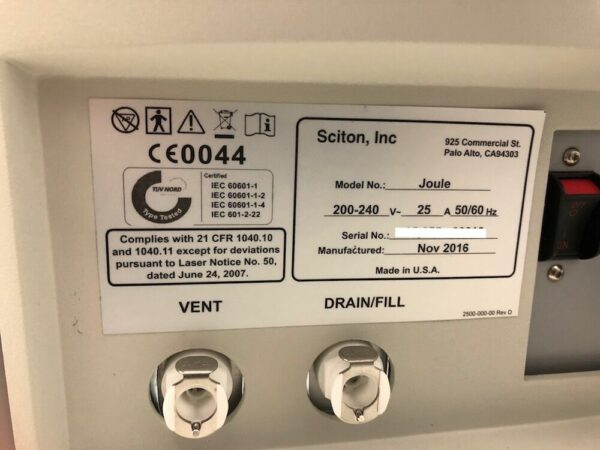 CE0044
TÜV NORD
Type Tested
Certified
IEC 60601-1
IEC 60601-1-2
IEC 60601-1-4
IEC 601-2-22
Complies with 21 CFR 1040.10
and 1040.11 except for deviations
pursuant to Laser Notice No. 50,
dated June 24, 2007.
Sciton, Inc
925 Commercial St.
Palo Alto, CA94303
Model No.: Joule
200-240 V~ 25 A 50/60 Hz
Serial No.:
Manufactured: Nov 2016
Made in U.S.A.
VENT
DRAIN/FILL
2500-000-00 Rev D
OFF
ON